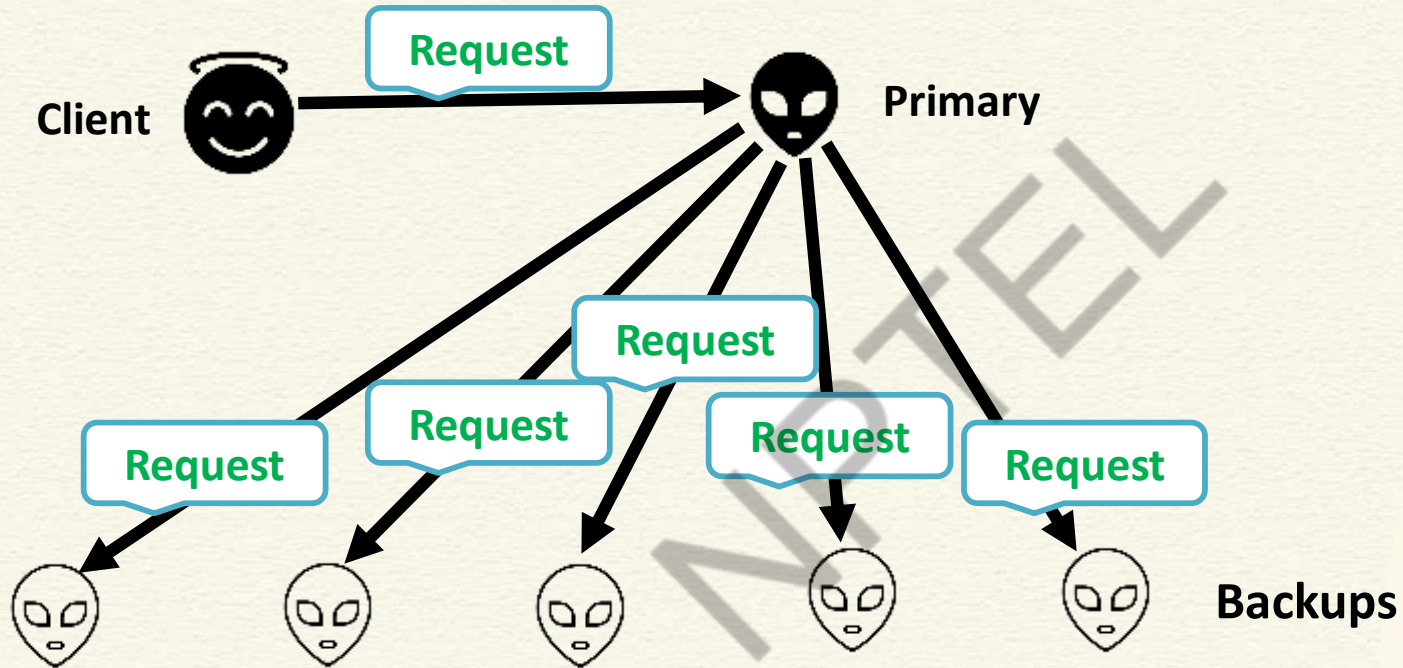 Request
Client
Primary
Request
Request
Request
Request
Request
Backups
NPTEL